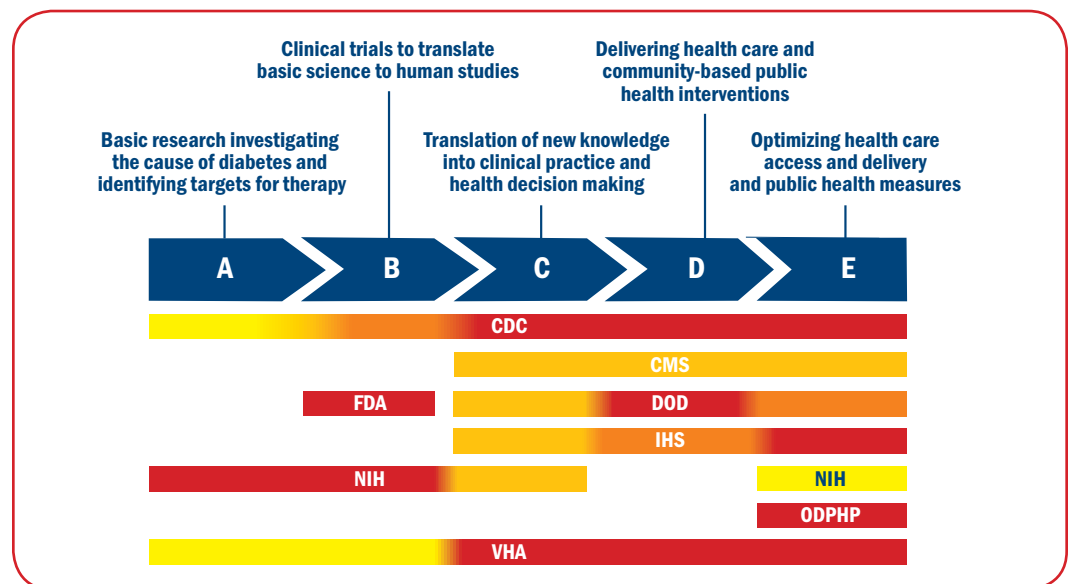 Clinical trials to translate
basic science to human studies
Delivering health care and
community-based public
health interventions
Basic research investigating
the cause of diabetes and
identifying targets for therapy
Translation of new knowledge
into clinical practice and
health decision making
Optimizing health care
access and delivery
and public health measures
A
B
C
D
E
CDC
CMS
FDA
DOD
IHS
NIH
NIH
ODPHP
VHA